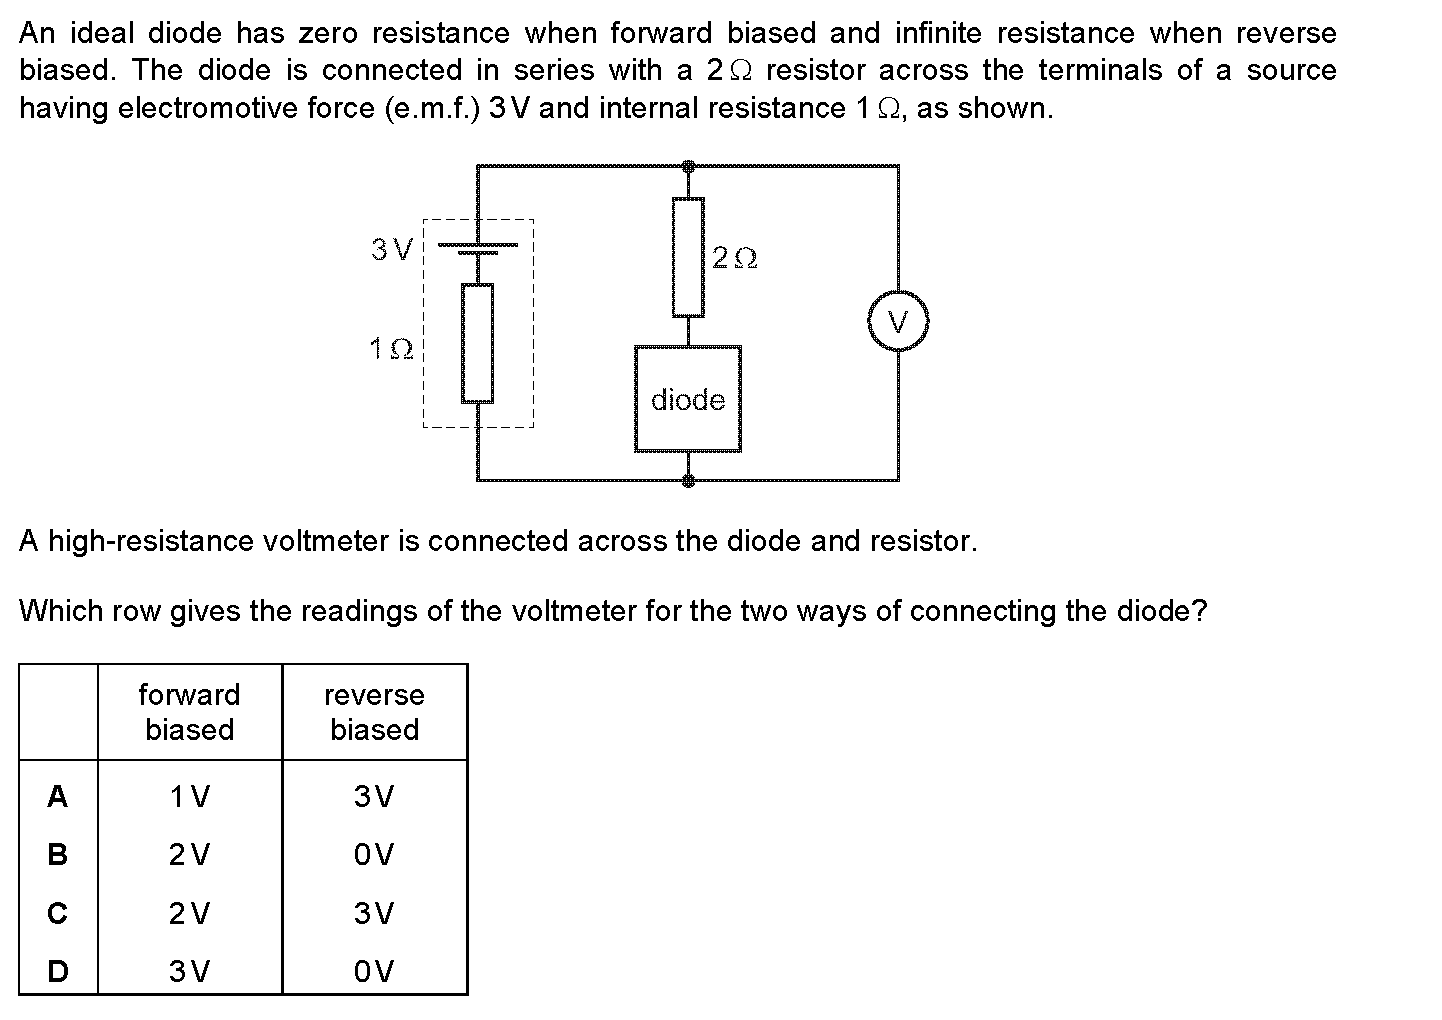 An ideal diode has zero resistance when forward biased and infinite resistance when reverse
biased. The diode is connected in series with a 2 Ω resistor across the terminals of a source
having electromotive force (e.m.f.) 3 V and internal resistance 1 Ω, as shown.
3 V
2 Ω
V
1 Ω
diode
A high-resistance voltmeter is connected across the diode and resistor.
Which row gives the readings of the voltmeter for the two ways of connecting the diode?
forward biased reverse biased
A 1 V 3 V
B 2 V 0 V
C 2 V 3 V
D 3 V 0 V